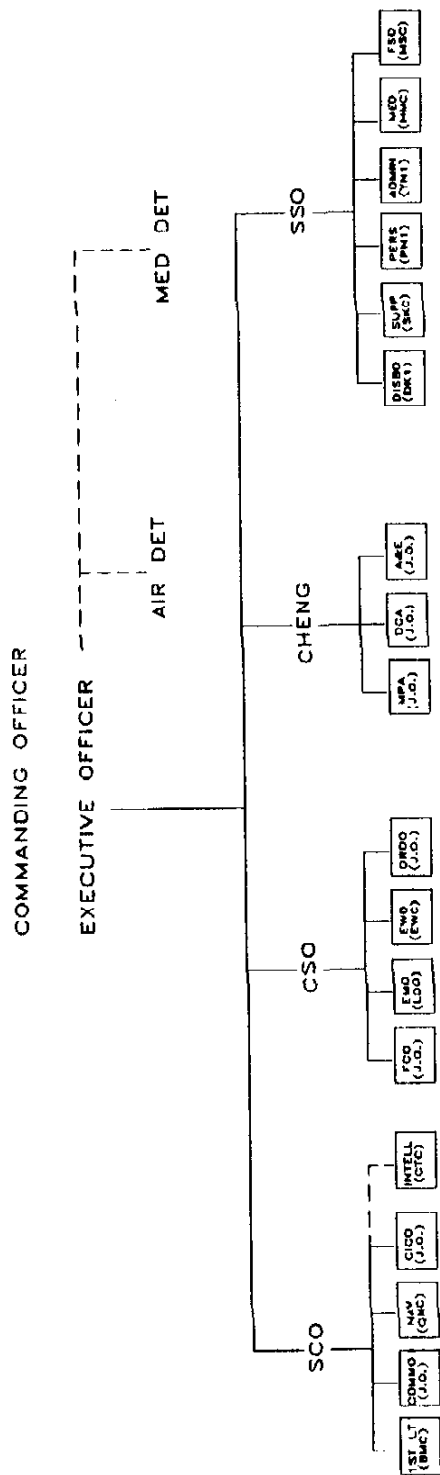 COMMANDING OFFICER
EXECUTIVE OFFICER
AIR DET
MED DET
SCO
CSO
CHENG
SSO
1ST LT
(BMC)
COMMO
(J.O.)
NAV
(QMC)
CICO
(J.O.)
INTELL
(CTC)
FCO
(J.O.)
EMO
(LDO)
EWO
(EWC)
ORDO
(J.O.)
MPA
(J.O.)
DCA
(J.O.)
A&E
(J.O.)
DISBO
(DK1)
SUPP
(SKC)
PERS
(PN1)
ADMIN
(YN1)
MED
(HMC)
FSO
(MSC)